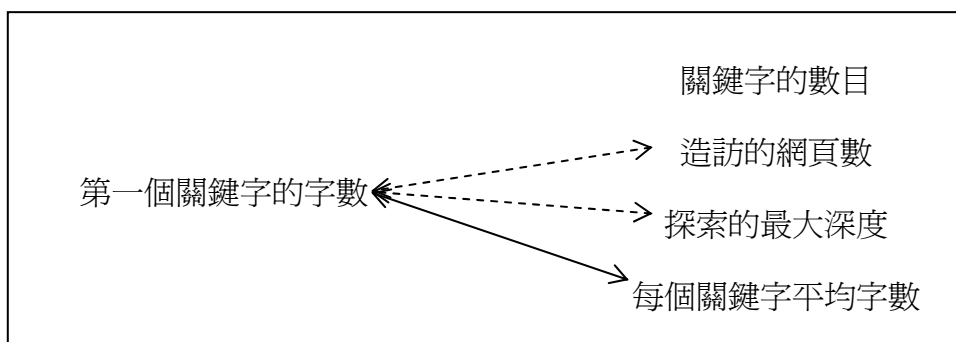 關鍵字的數目
造訪的網頁數
第一個關鍵字的字數
探索的最大深度
每個關鍵字平均字數